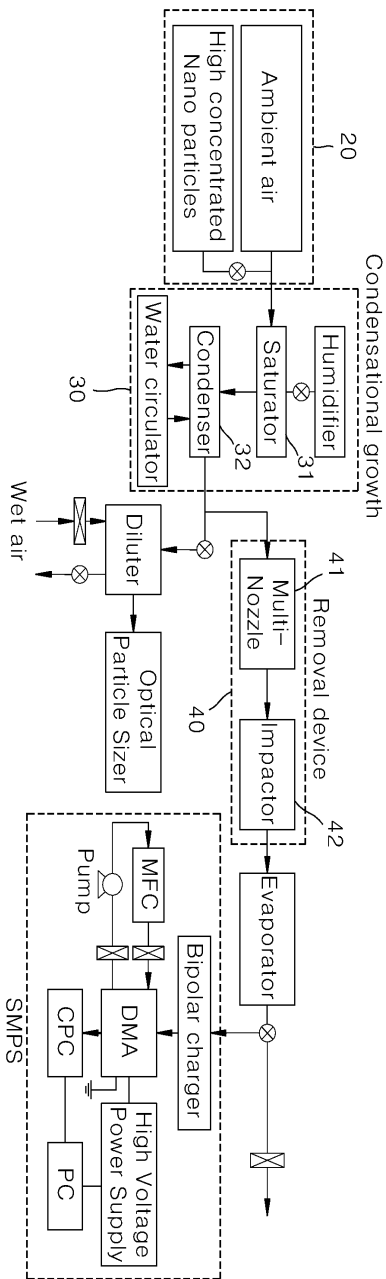 20
Ambient air
High concentrated
Nano particles
Condensational growth
Humidifier
Saturator
31
Condenser
32
Water circulator
30
Wet air
Diluter
Optical
Particle Sizer
41
Multi-
Nozzle
Removal device
40
Impactor
42
Evaporator
Bipolar charger
MFC
Pump
DMA
High Voltage
Power Supply
CPC
PC
SMPS